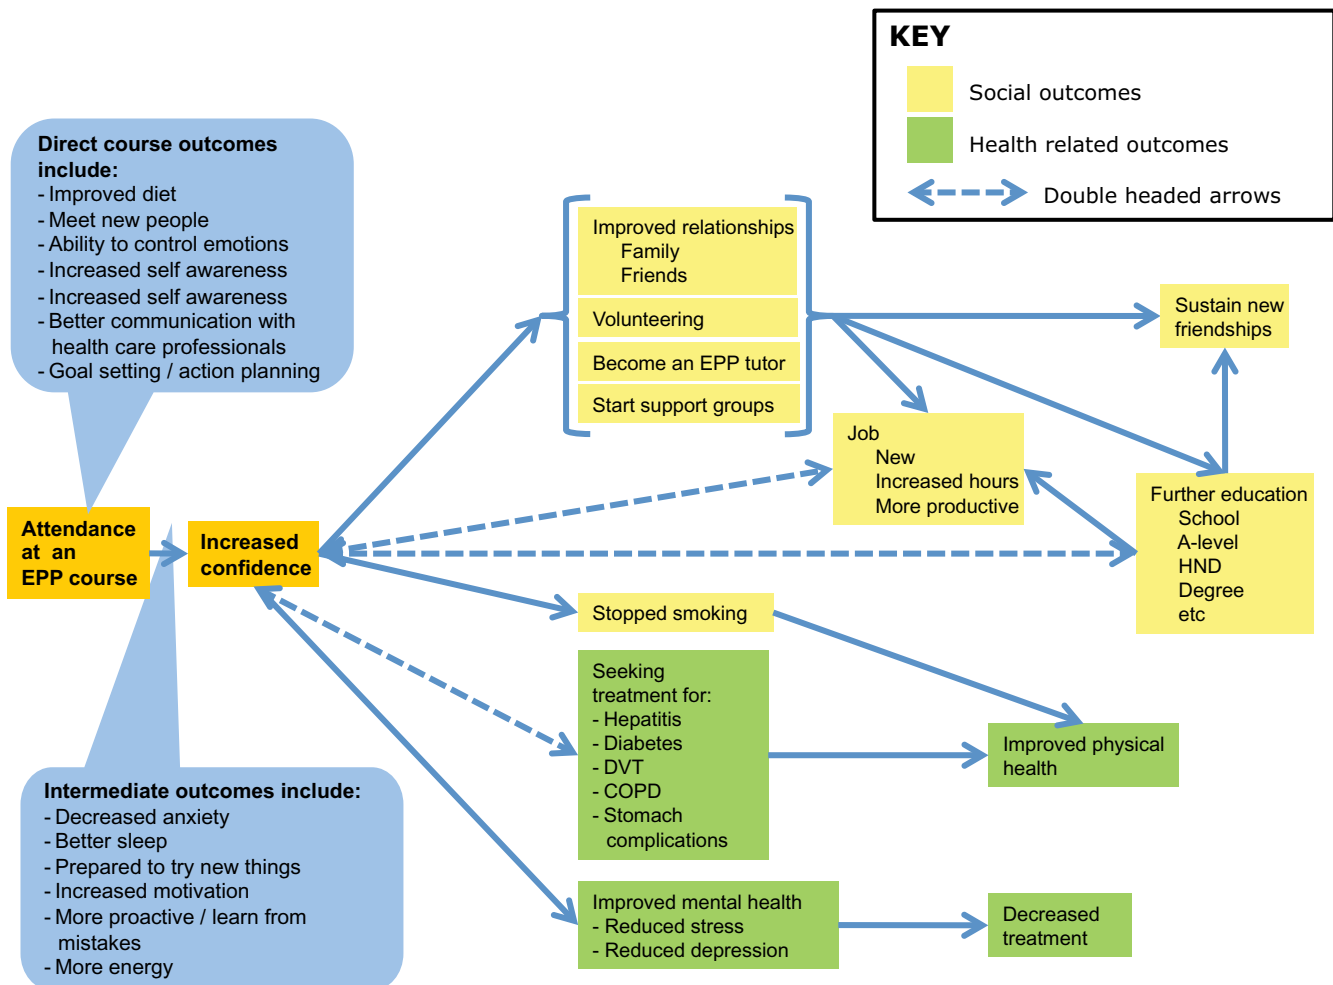 KEY
Social outcomes
Health related outcomes
Double headed arrows
Direct course outcomes
include:
- Improved diet
- Meet new people
- Ability to control emotions
- Increased self awareness
- Increased self awareness
- Better communication with
health care professionals
- Goal setting / action planning
Attendance
at an
EPP course
Increased
confidence
Intermediate outcomes include:
- Decreased anxiety
- Better sleep
- Prepared to try new things
- Increased motivation
- More proactive / learn from
mistakes
- More energy
Improved relationships
Family
Friends
Volunteering
Become an EPP tutor
Start support groups
Job
New
Increased hours
More productive
Sustain new
friendships
Further education
School
A-level
HND
Degree
etc
Stopped smoking
Seeking
treatment for:
- Hepatitis
- Diabetes
- DVT
- COPD
- Stomach
complications
Improved physical
health
Improved mental health
- Reduced stress
- Reduced depression
Decreased
treatment